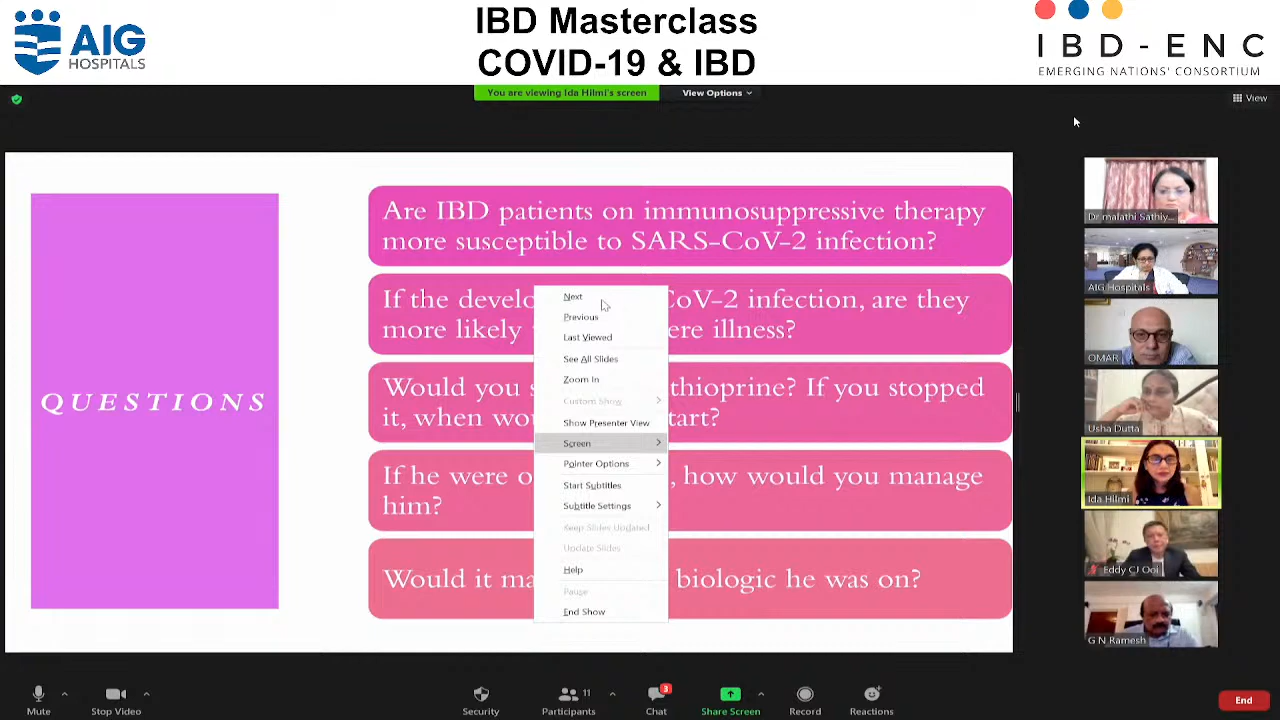 AIG
HOSPITALS
IBD Masterclass
COVID-19 & IBD
IBD-ENC
EMERGING NATIONS' CONSORTIUM
You are viewing Ida Hilmi's screen
View Options
View
QUESTIONS
Are IBD patients on immunosuppressive therapy
more susceptible to SARS-CoV-2 infection?
If the develo
CoV-2 infection, are they
more likely
ere illness?
Would you s
thioprine? If you stopped
it, when wou
tart?
If he were o
, how would you manage
him?
Would it ma
biologic he was on?
Next
Previous
Last Viewed
See All Slides
Zoom In
Custom Show
Show Presenter View
Screen
Pointer Options
Start Subtitles
Subtitle Settings
Keep Slides Updated
Update Slides
Help
Pause
End Show
Dr malathi Sathiy...
AIG Hospitals
OMAR
Usha Dutta
Ida Hilmi
Eddy CJ Ooi
G N Ramesh
Mute
Stop Video
Security
Participants
11
Chat
3
Share Screen
Record
Reactions
End